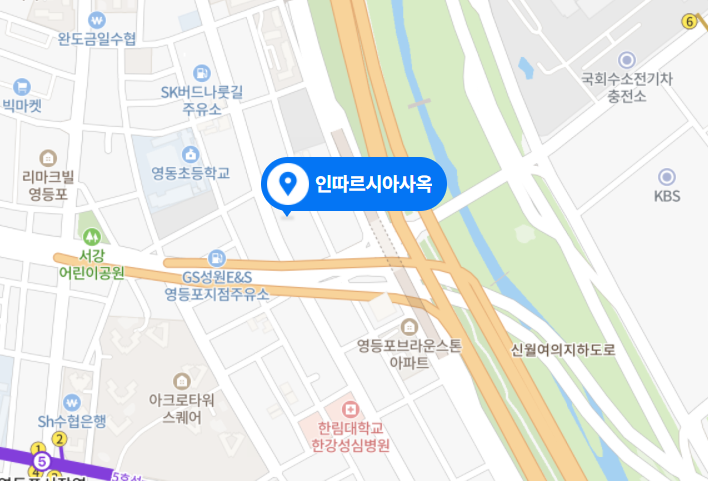 완도금일수협
6
국회수소전기차
충전소
SK버드나룻길
주유소
빅마켓
영동초등학교
리마크빌
영등포
인따르시아사옥
KBS
서강
어린이공원
GS성원E&S
영등포지점주유소
영등포브라운스톤
아파트
신월여의지하도로
아크로타워
스퀘어
Sh수협은행
한림대학교
한강성심병원
1
2
5
4
5호선